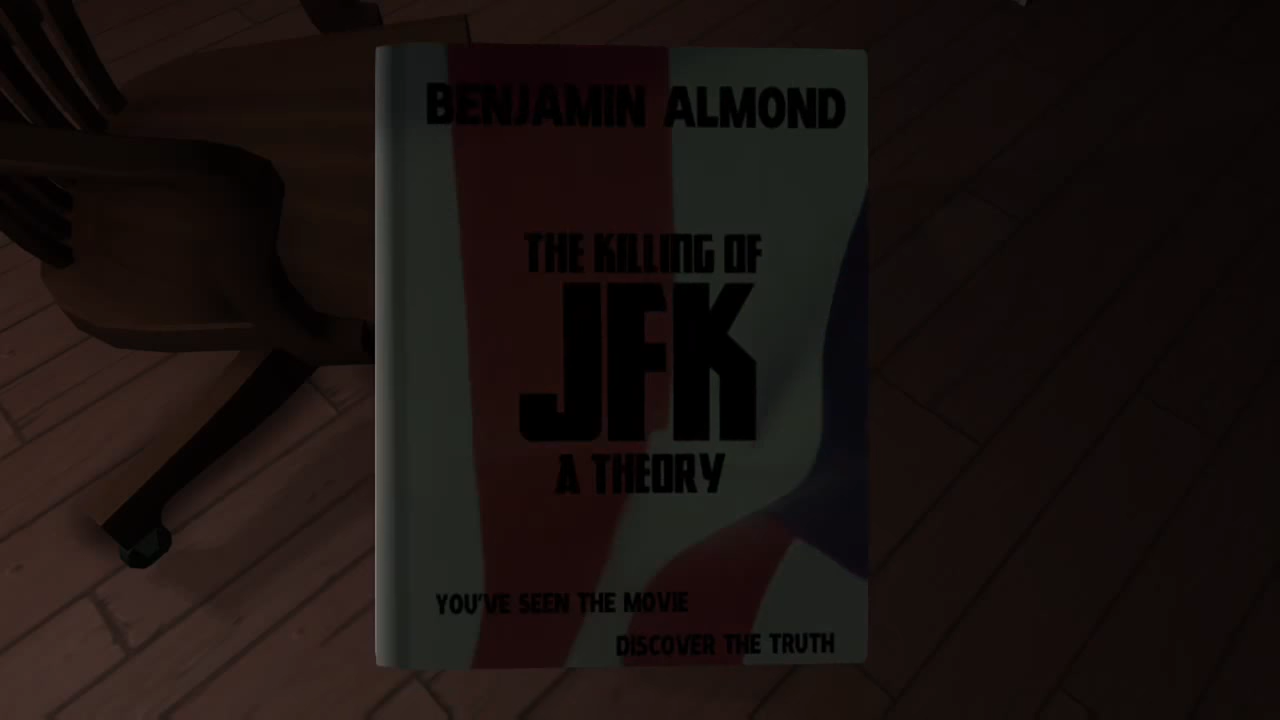 BENJAMIN ALMOND
THE KILLING OF
JFK
A THEORY
YOU'VE SEEN THE MOVIE
DISCOVER THE TRUTH